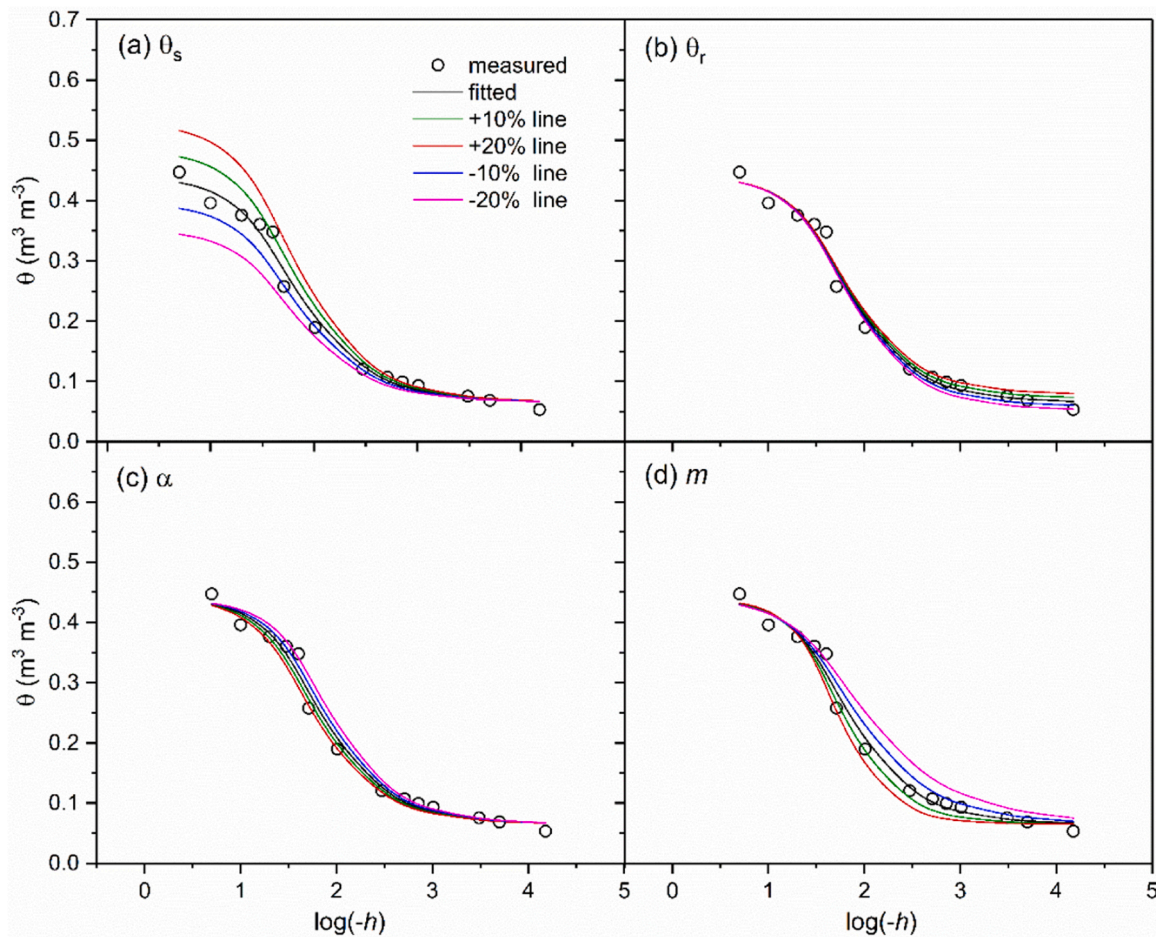 (a) θs
measured
fitted
+10% line
+20% line
-10% line
-20% line
(b) θr
θ (m³ m⁻³)
0.7
0.6
0.5
0.4
0.3
0.2
0.1
0.0
(c) α
(d) m
θ (m³ m⁻³)
0.6
0.5
0.4
0.3
0.2
0.1
0.0
0 1 2 3 4 5
0 1 2 3 4 5
log(-h)
log(-h)